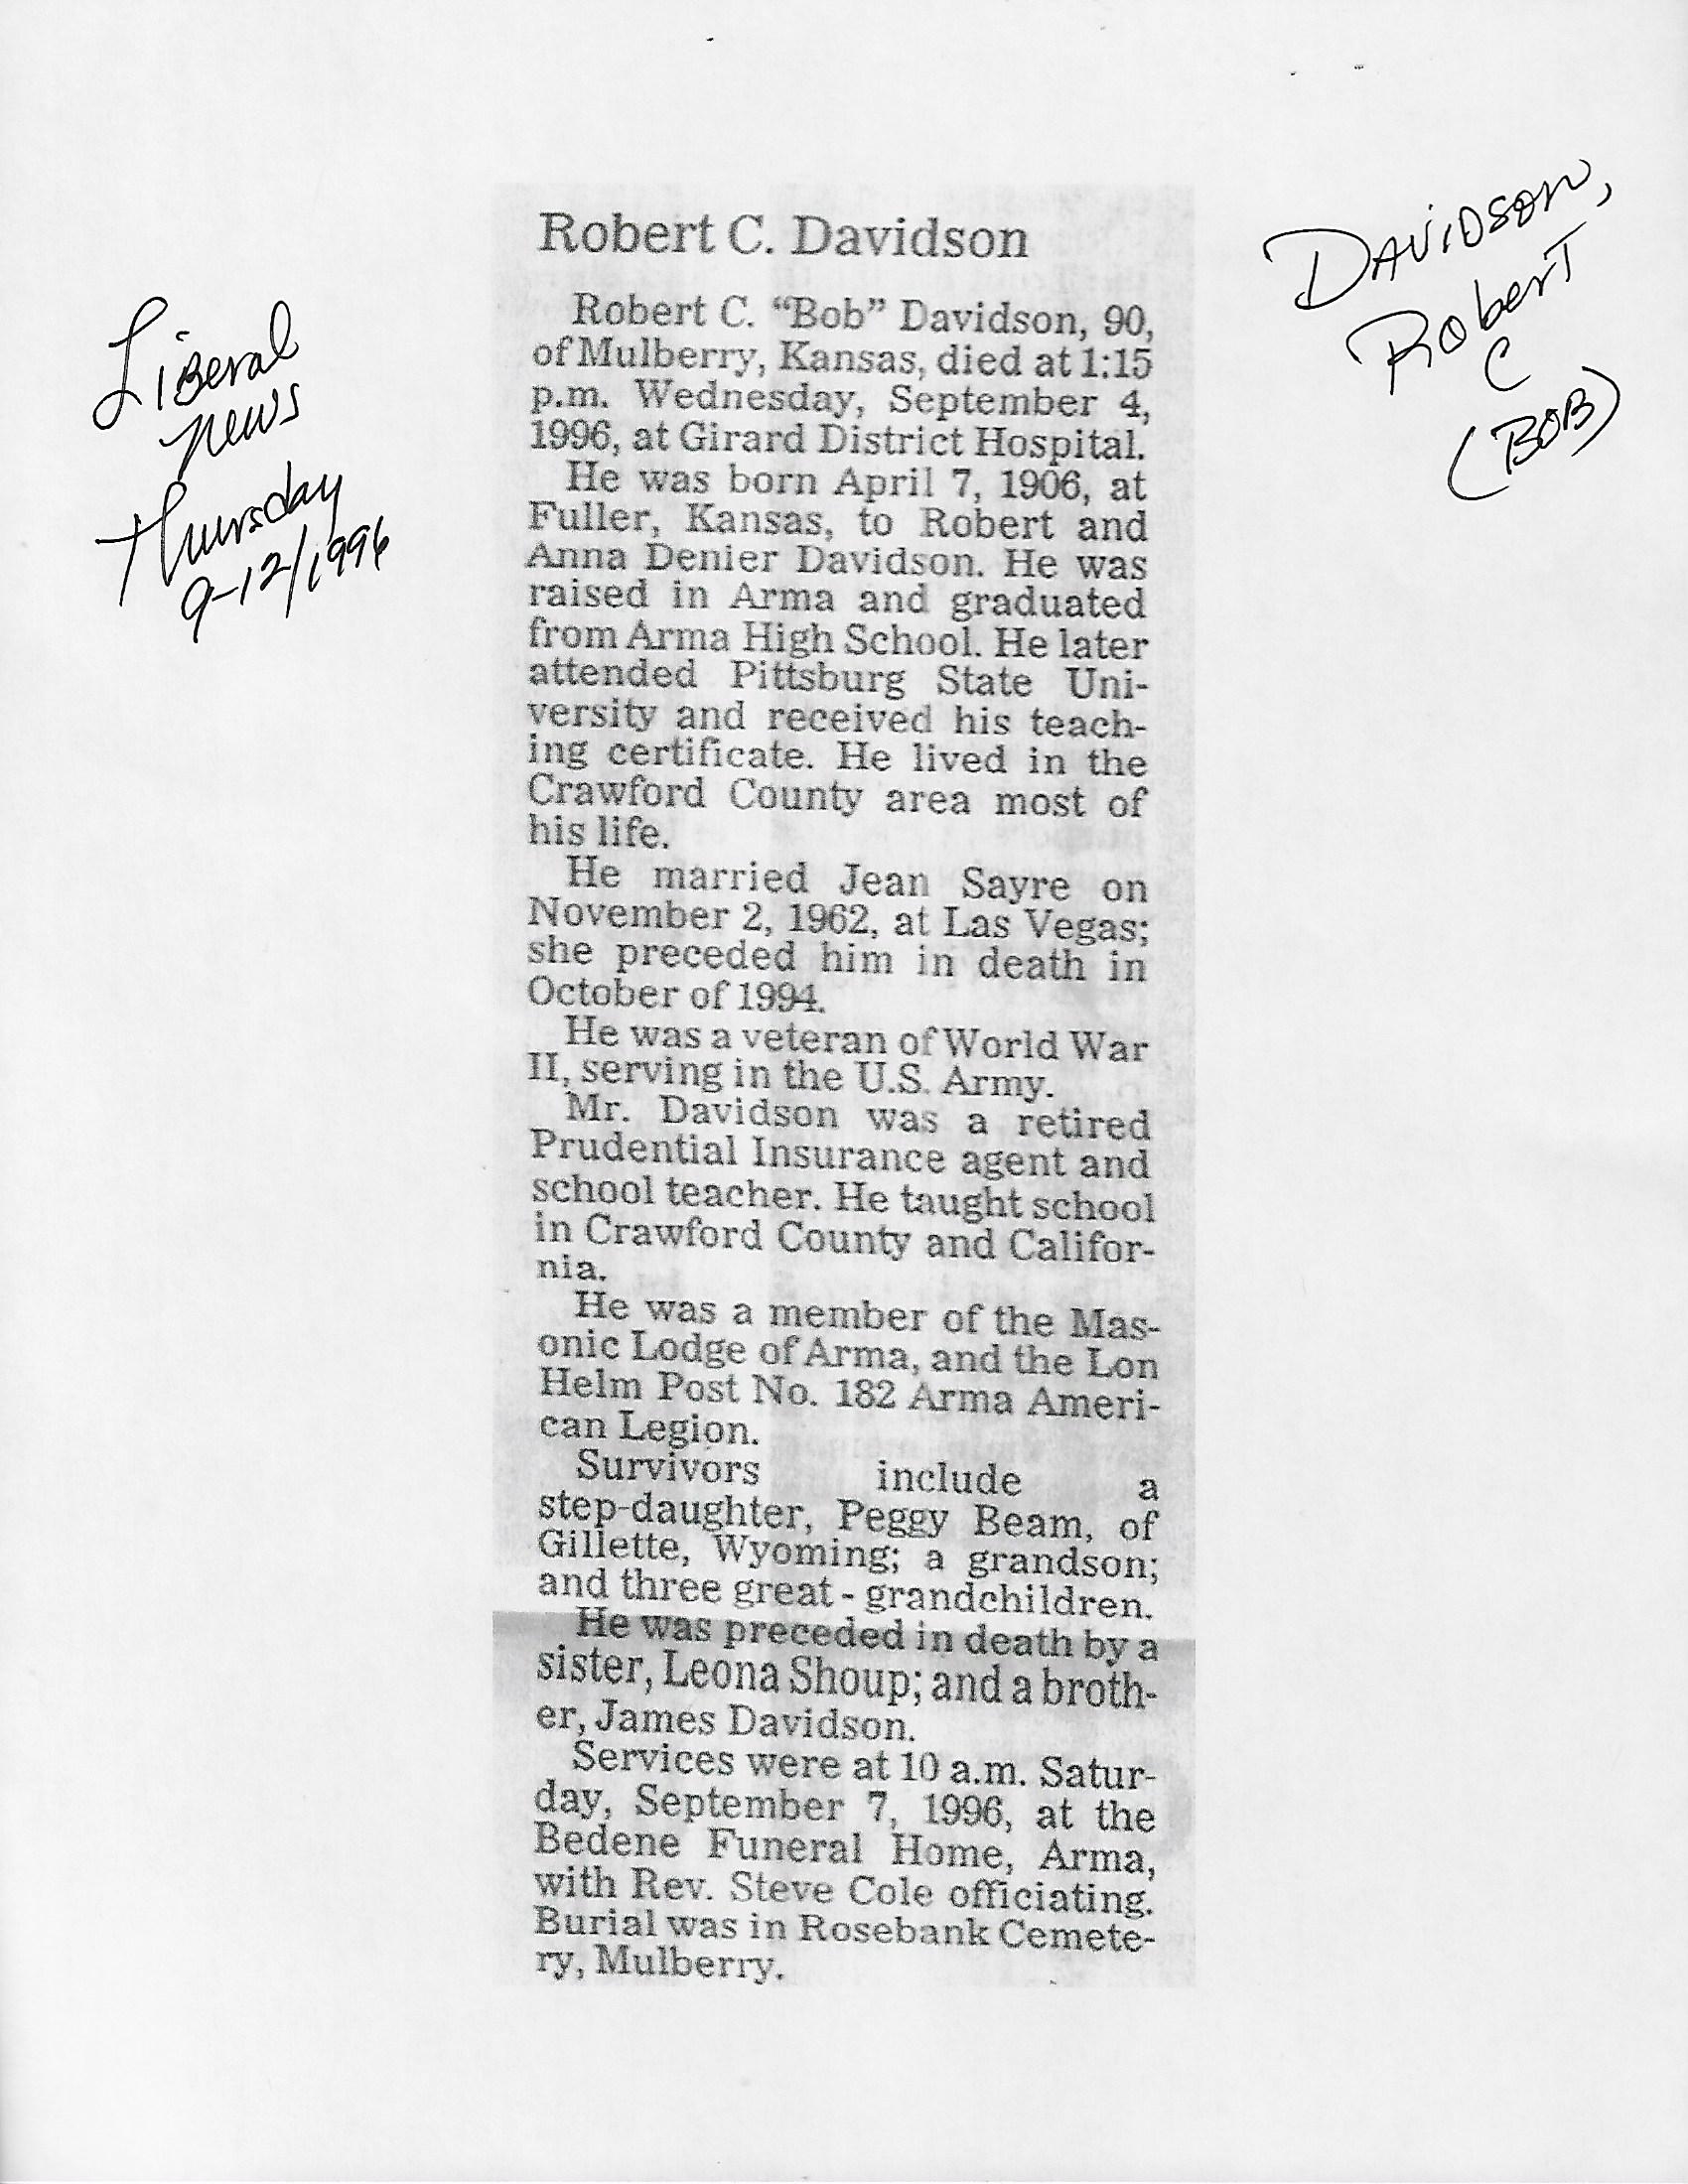 Liberal
News
Thursday
9-12/1996
DAVIDSON,
Robert
C
(BOB)
Robert C. Davidson
Robert C. “Bob” Davidson, 90,
of Mulberry, Kansas, died at 1:15
p.m. Wednesday, September 4,
1996, at Girard District Hospital.
He was born April 7, 1906, at
Fuller, Kansas, to Robert and
Anna Denier Davidson. He was
raised in Arma and graduated
from Arma High School. He later
attended Pittsburg State Uni-
versity and received his teach-
ing certificate. He lived in the
Crawford County area most of
his life.
He married Jean Sayre on
November 2, 1962, at Las Vegas;
she preceded him in death in
October of 1994.
He was a veteran of World War
II, serving in the U.S. Army.
Mr. Davidson was a retired
Prudential Insurance agent and
school teacher. He taught school
in Crawford County and Califor-
nia.
He was a member of the Mas-
onic Lodge of Arma, and the Lon
Helm Post No. 182 Arma Ameri-
can Legion.
Survivors include a
step-daughter, Peggy Beam, of
Gillette, Wyoming; a grandson;
and three great - grandchildren.
He was preceded in death by a
sister, Leona Shoup; and a broth-
er, James Davidson.
Services were at 10 a.m. Satur-
day, September 7, 1996, at the
Bedene Funeral Home, Arma,
with Rev. Steve Cole officiating.
Burial was in Rosebank Cemete-
ry, Mulberry.